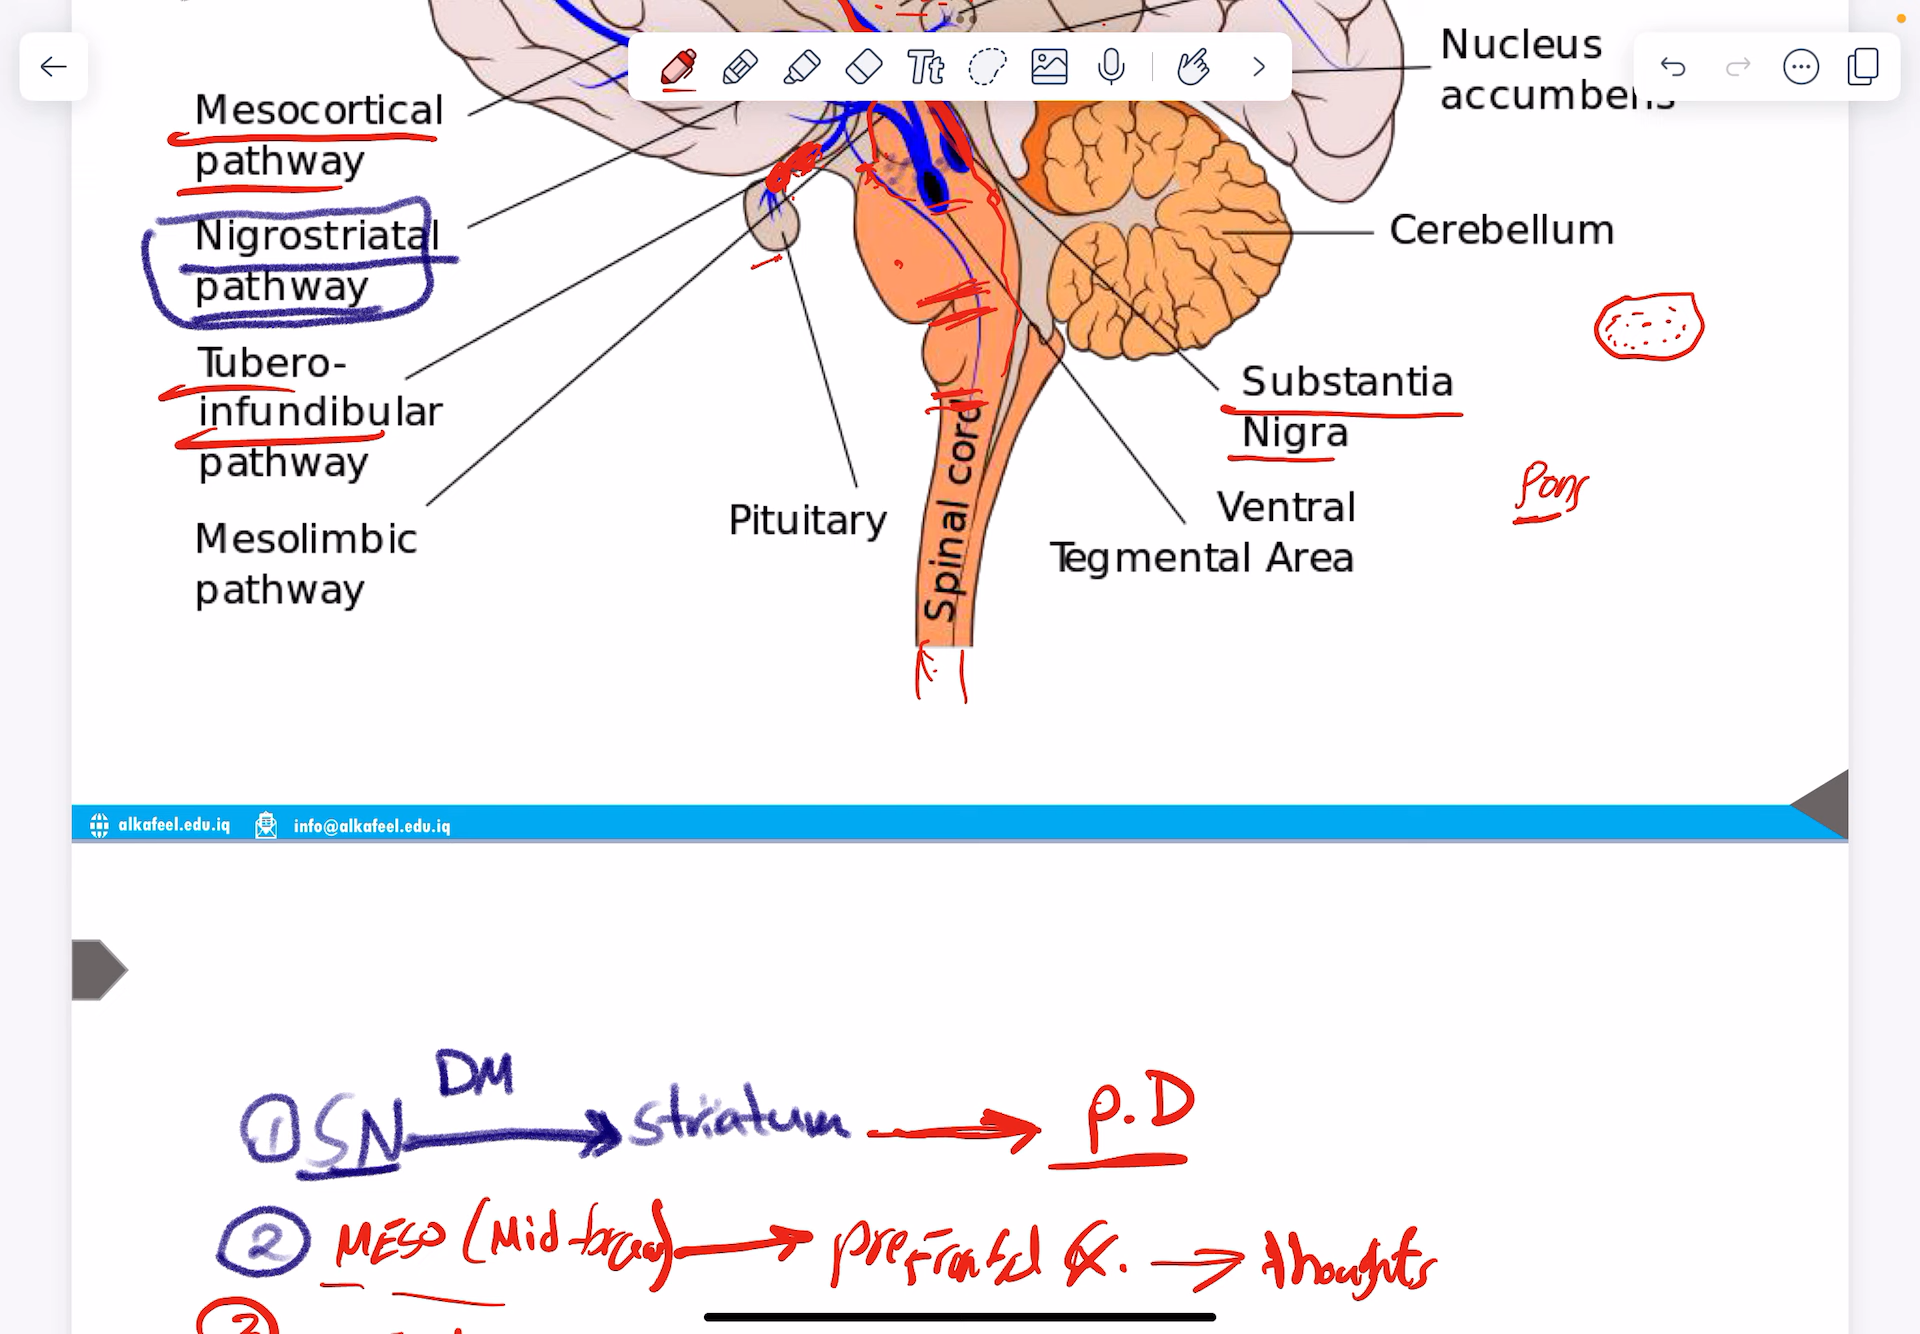 Nucleus
accumbens
Mesocortical
pathway
Nigrostriatal
pathway
Cerebellum
Tubero-
infundibular
pathway
Substantia
Nigra
Pons
Pituitary
Ventral
Tegmental Area
Spinal cord
Mesolimbic
pathway
alkafeel.edu.iq info@alkafeel.edu.iq
DM
① SN striatum P.D
② MESO (Mid-brain) preFrontal thoughts
③
Tt